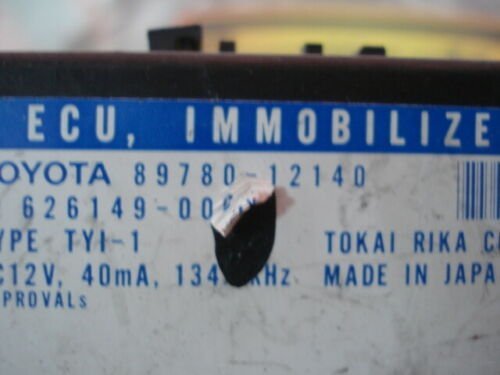 ECU, IMMOBILIZE
OYOTA 89780-12140
626149-00
YPE TYI-1 TOKAI RIKA C
C12V, 40mA, 134 KHz MADE IN JAPA
PROVALs